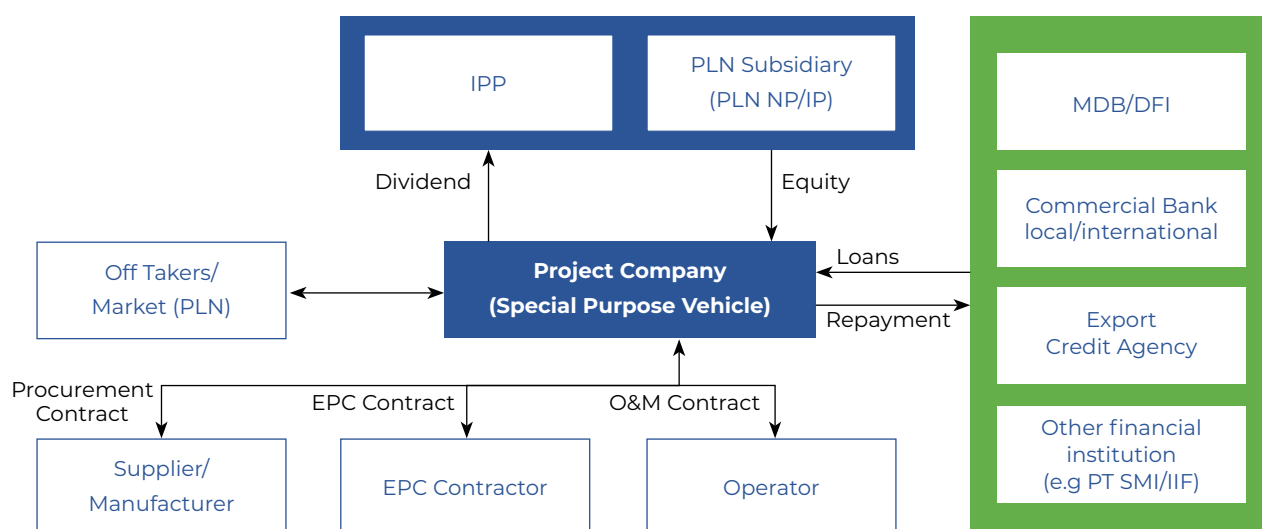 IPP
PLN Subsidiary
(PLN NP/IP)
MDB/DFI
Dividend
Equity
Commercial Bank
local/international
Off Takers/
Market (PLN)
Project Company
(Special Purpose Vehicle)
Loans
Repayment
Export
Credit Agency
Procurement
Contract
EPC Contract
O&M Contract
Supplier/
Manufacturer
EPC Contractor
Operator
Other financial
institution
(e.g PT SMI/IIF)